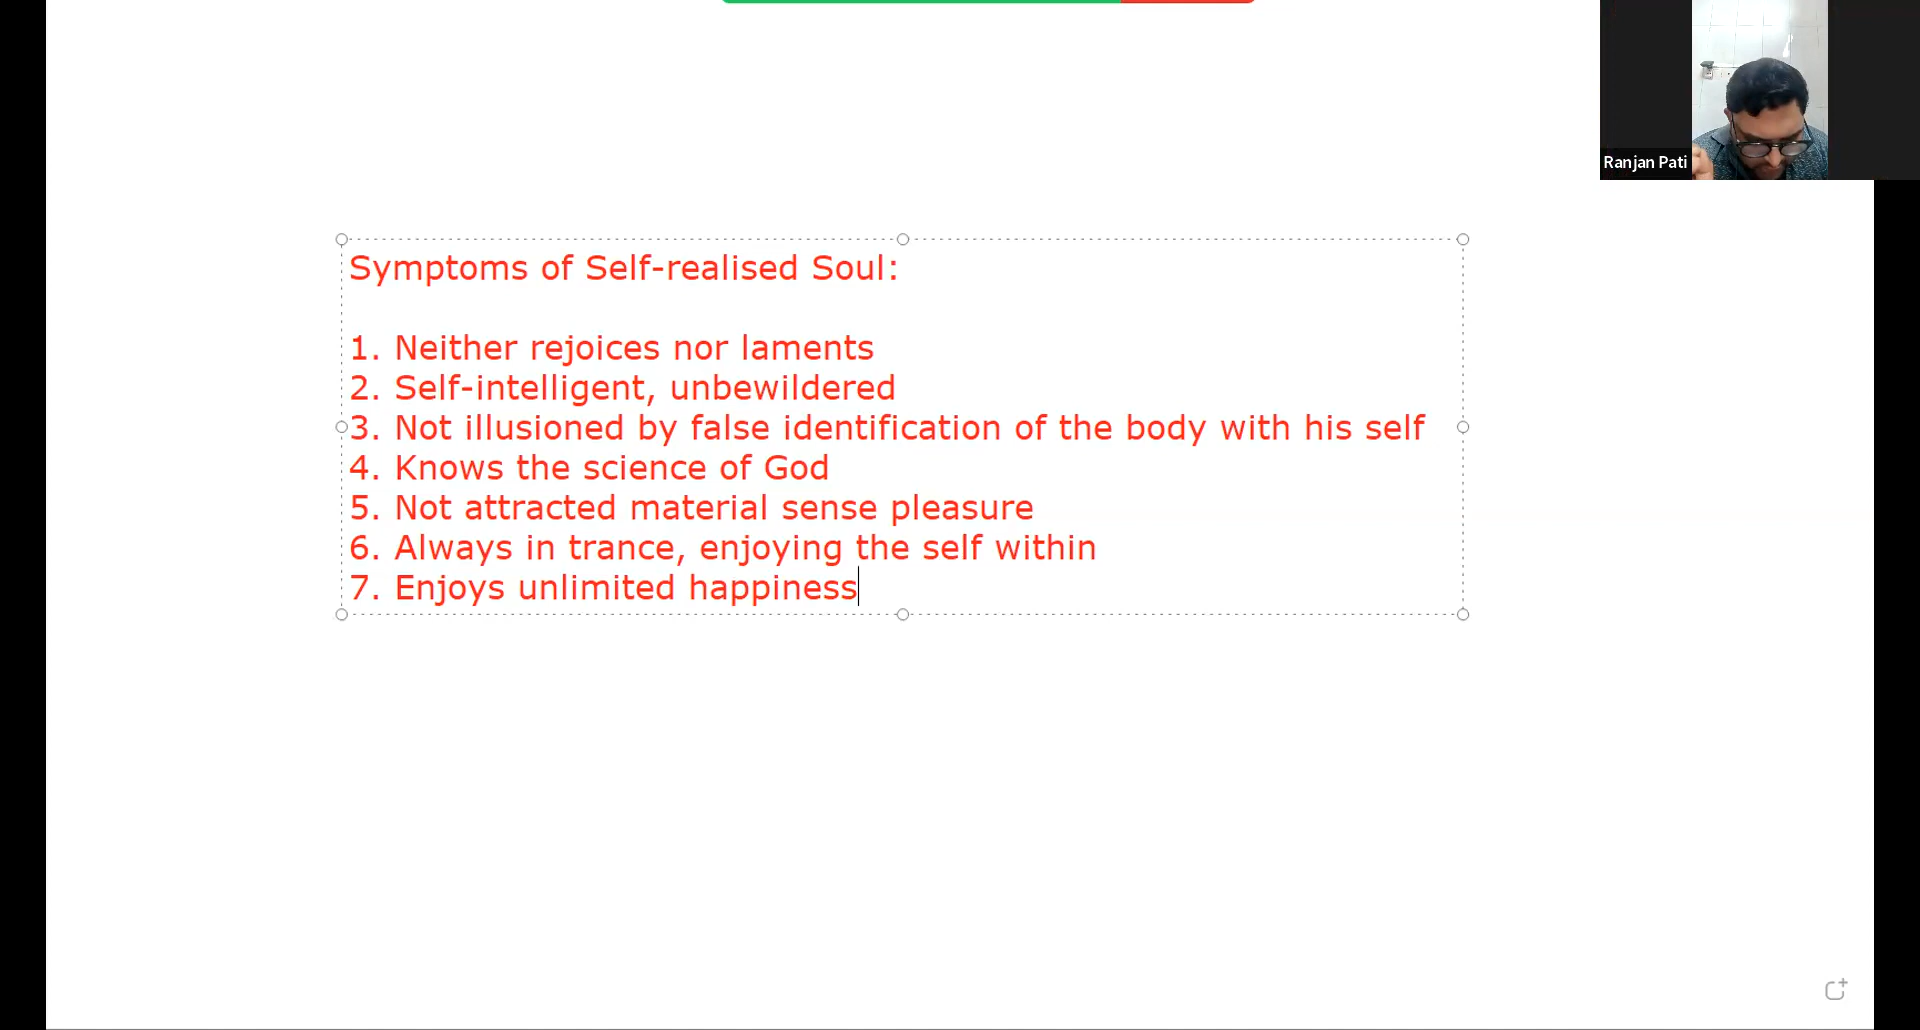 Ranjan Pati
Symptoms of Self-realised Soul:
1. Neither rejoices nor laments
2. Self-intelligent, unbewildered
3. Not illusioned by false identification of the body with his self
4. Knows the science of God
5. Not attracted material sense pleasure
6. Always in trance, enjoying the self within
7. Enjoys unlimited happiness